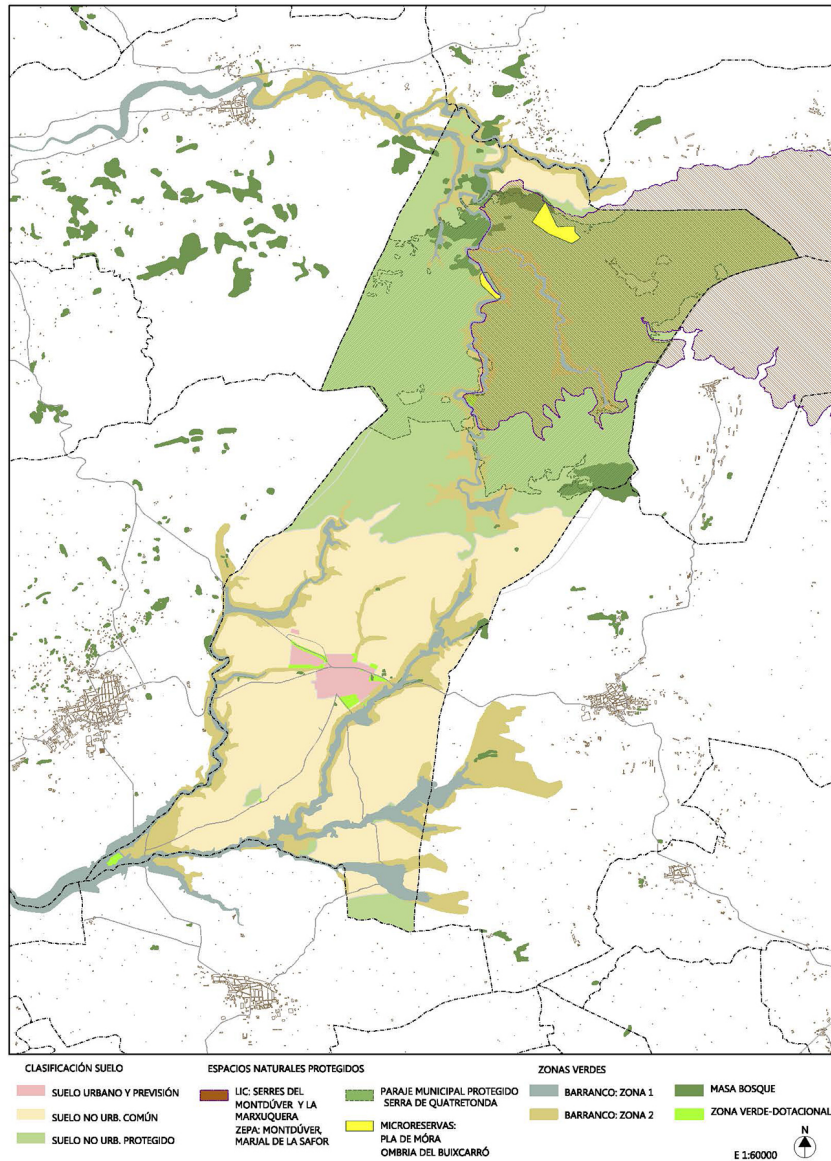 CLASIFICACIÓN SUELO
SUELO URBANO Y PREVISIÓN
SUELO NO URB. COMÚN
SUELO NO URB. PROTEGIDO
ESPACIOS NATURALES PROTEGIDOS
LIC: SERRES DEL
MONTDÚVER Y LA
MARXUQUERA
ZEPA: MONTDÚVER,
MARJAL DE LA SAFOR
PARAJE MUNICIPAL PROTEGIDO
SERRA DE QUATRETONDA
MICRORESERVAS:
PLA DE MÓRA
OMBRIA DEL BUIXCARRÓ
ZONAS VERDES
BARRANCO: ZONA 1
BARRANCO: ZONA 2
MASA BOSQUE
ZONA VERDE-DOTACIONAL
N
E 1:60000